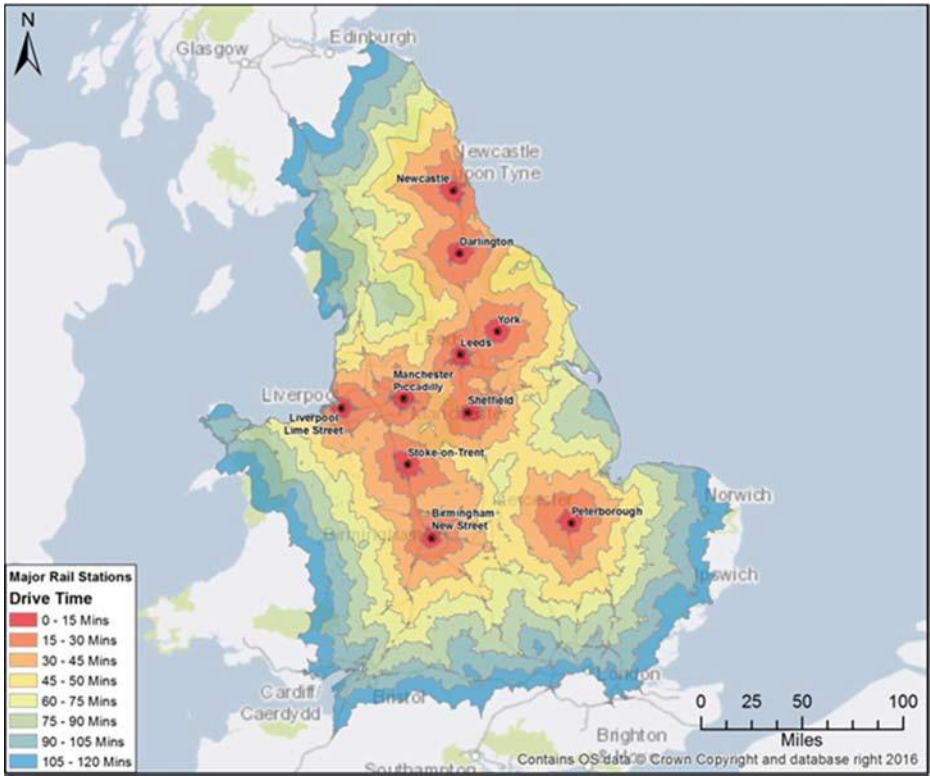 N
Edinburgh
Glasgow
Newcastle
upon Tyne
Newcastle
Darlington
York
Leeds
Manchester
Piccadilly
Liverpoo
Sheffield
Liverpool
Lime Street
Stoke-on-Trent
Leicester
Norwich
Peterborough
Birmingham
New Street
Birmingham
Ipswich
Major Rail Stations
Drive Time
0 - 15 Mins
15 - 30 Mins
30 - 45 Mins
45 - 50 Mins
60 - 75 Mins
75 - 90 Mins
90 - 105 Mins
105 - 120 Mins
London
Cardiff/
Caerdydd
Bristol
0 25 50 100
Miles
Brighton
Southampton
Contains OS data © Crown Copyright and database right 2016